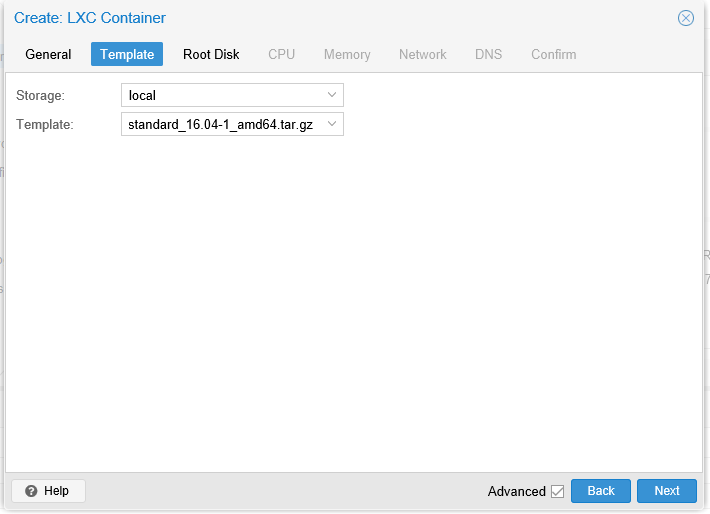 Create: LXC Container
General Template Root Disk CPU Memory Network DNS Confirm
Storage: local
Template: standard_16.04-1_amd64.tar.gz
Help Advanced Back Next